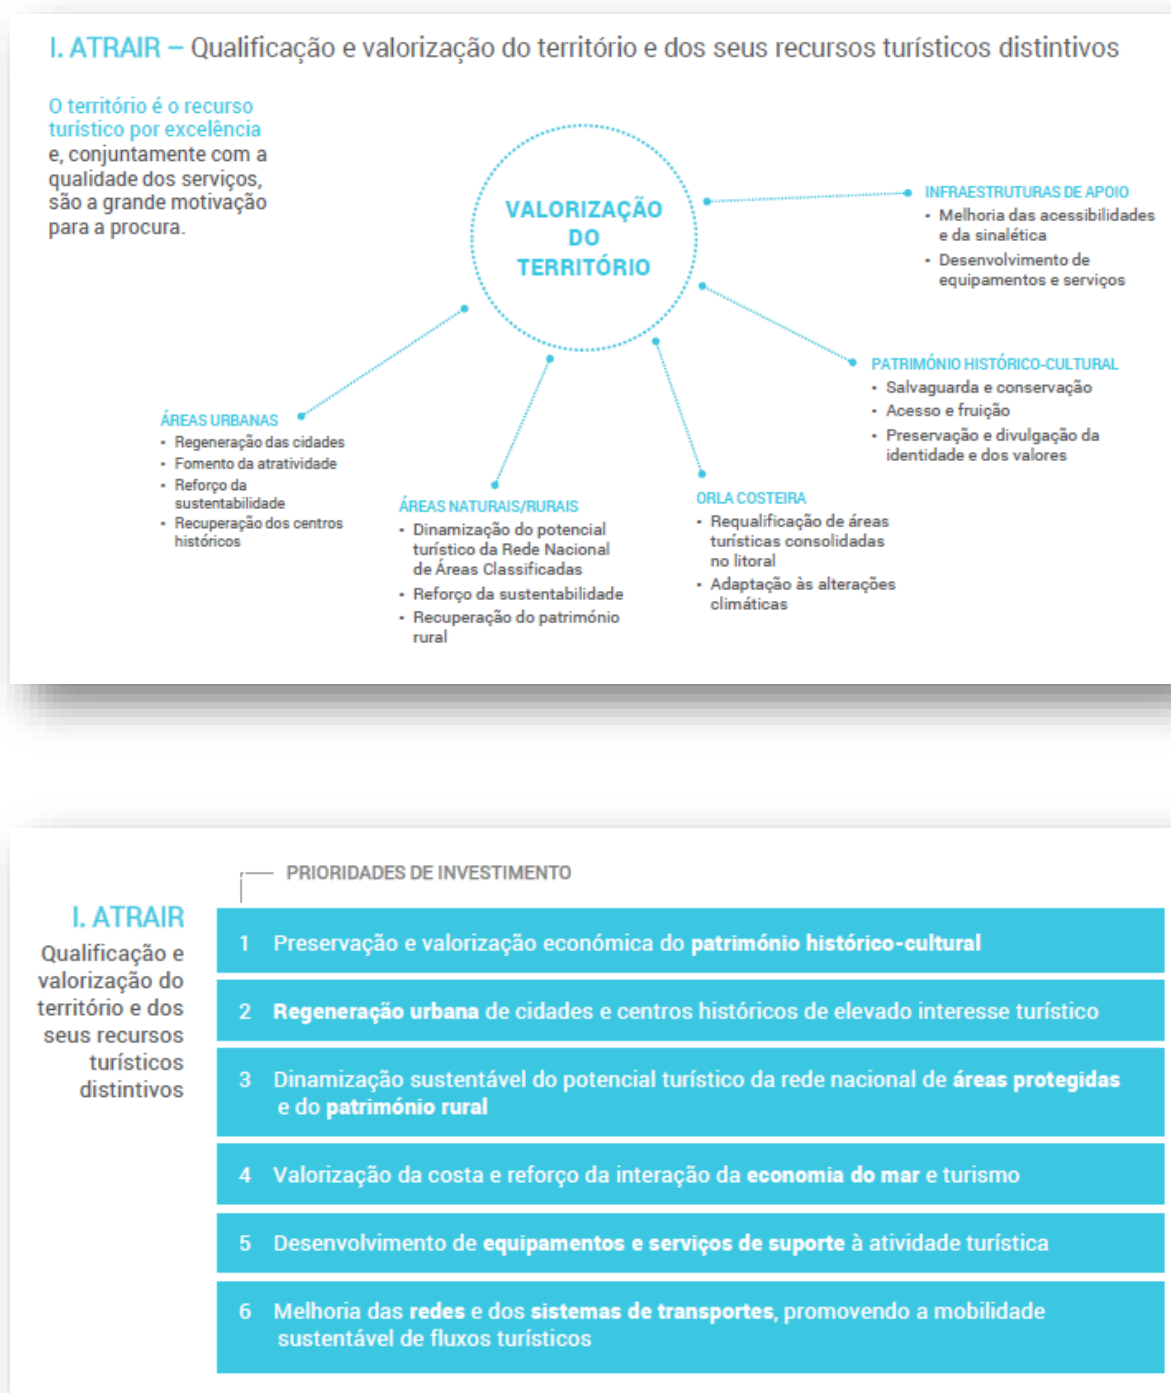 I. ATRAIR – Qualificação e valorização do território e dos seus recursos turísticos distintivos
O território é o recurso
turístico por excelência
e, conjuntamente com a
qualidade dos serviços,
são a grande motivação
para a procura.
VALORIZAÇÃO
DO
TERRITÓRIO
INFRAESTRUTURAS DE APOIO
▪ Melhoria das acessibilidades
e da sinalética
▪ Desenvolvimento de
equipamentos e serviços
PATRIMÓNIO HISTÓRICO-CULTURAL
▪ Salvaguarda e conservação
▪ Acesso e fruição
▪ Preservação e divulgação da
identidade e dos valores
ÁREAS URBANAS
▪ Regeneração das cidades
▪ Fomento da atratividade
▪ Reforço da
sustentabilidade
▪ Recuperação dos centros
históricos
ÁREAS NATURAIS/RURAIS
▪ Dinamização do potencial
turístico da Rede Nacional
de Áreas Classificadas
▪ Reforço da sustentabilidade
▪ Recuperação do património
rural
ORLA COSTEIRA
▪ Requalificação de áreas
turísticas consolidadas
no litoral
▪ Adaptação às alterações
climáticas
PRIORIDADES DE INVESTIMENTO
I. ATRAIR
Qualificação e
valorização do
território e dos
seus recursos
turísticos
distintivos
1 Preservação e valorização económica do património histórico-cultural
2 Regeneração urbana de cidades e centros históricos de elevado interesse turístico
3 Dinamização sustentável do potencial turístico da rede nacional de áreas protegidas
e do património rural
4 Valorização da costa e reforço da interação da economia do mar e turismo
5 Desenvolvimento de equipamentos e serviços de suporte à atividade turística
6 Melhoria das redes e dos sistemas de transportes, promovendo a mobilidade
sustentável de fluxos turísticos